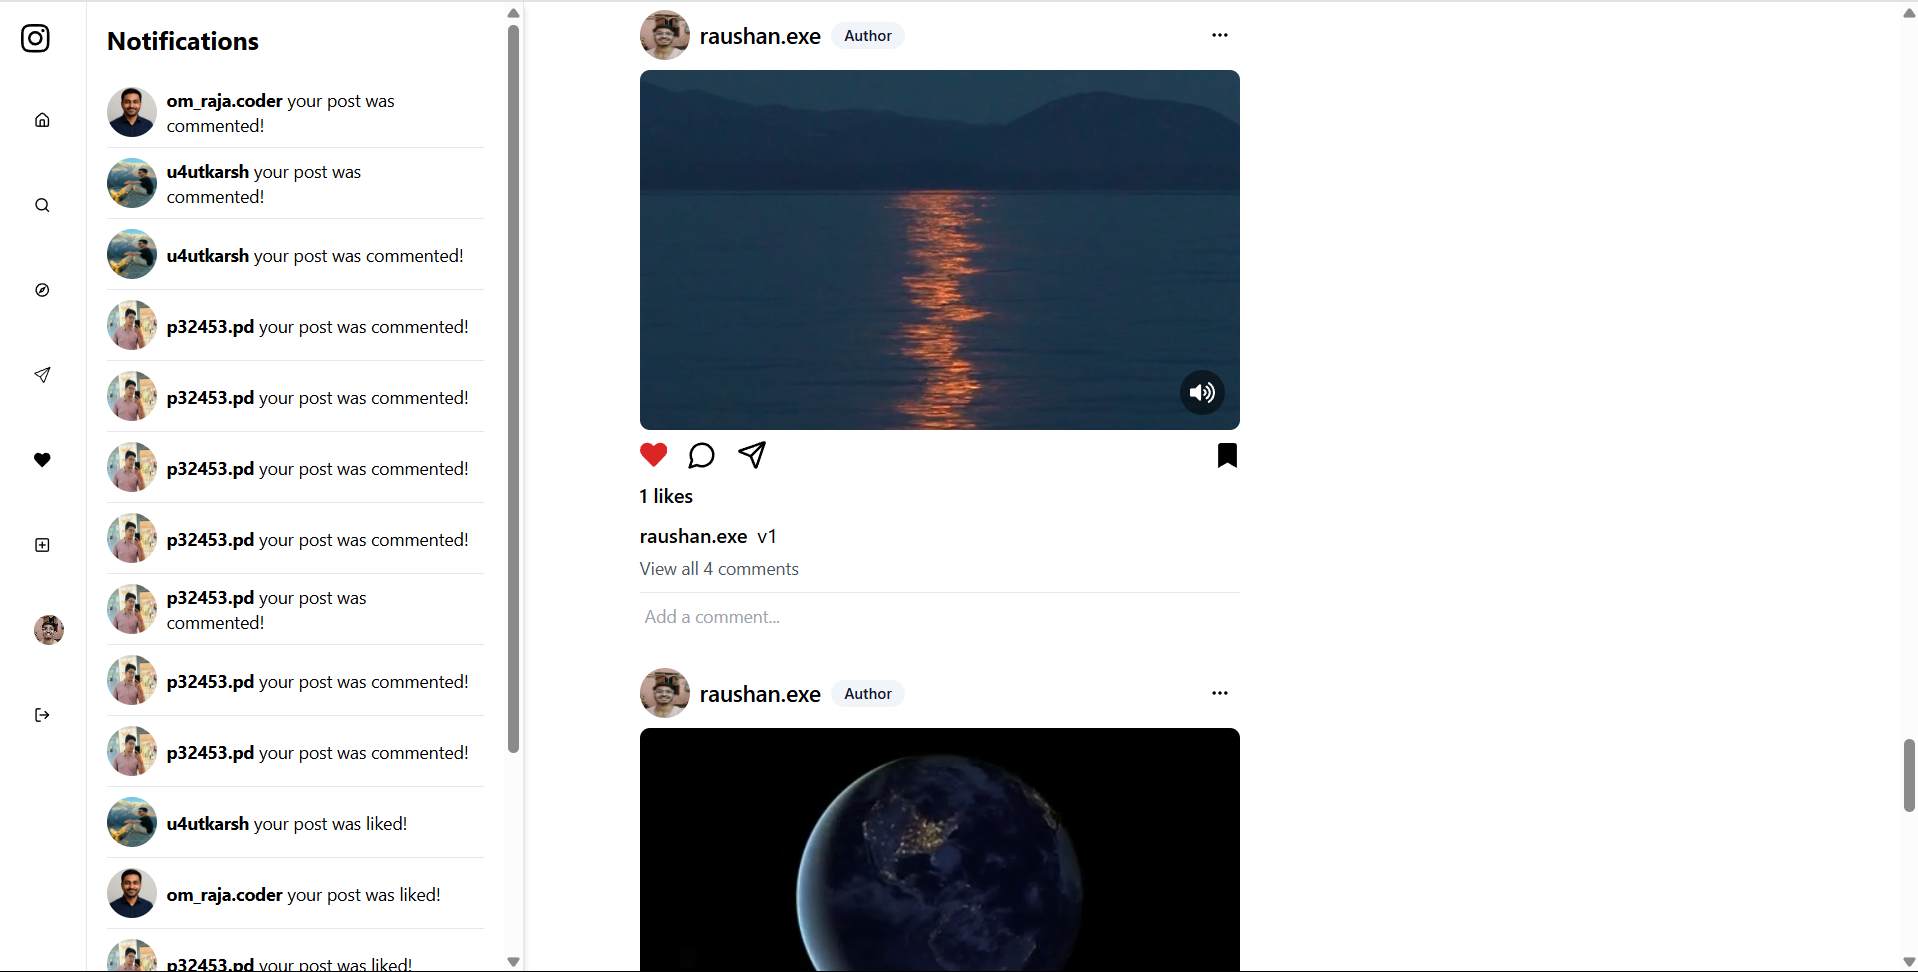 Notifications
om_raja.coder your post was
commented!
u4utkarsh your post was
commented!
u4utkarsh your post was commented!
p32453.pd your post was commented!
p32453.pd your post was commented!
p32453.pd your post was commented!
p32453.pd your post was commented!
p32453.pd your post was
commented!
p32453.pd your post was commented!
p32453.pd your post was commented!
u4utkarsh your post was liked!
om_raja.coder your post was liked!
p32453.pd your post was liked!
raushan.exe Author
1 likes
raushan.exe v1
View all 4 comments
Add a comment...
raushan.exe Author